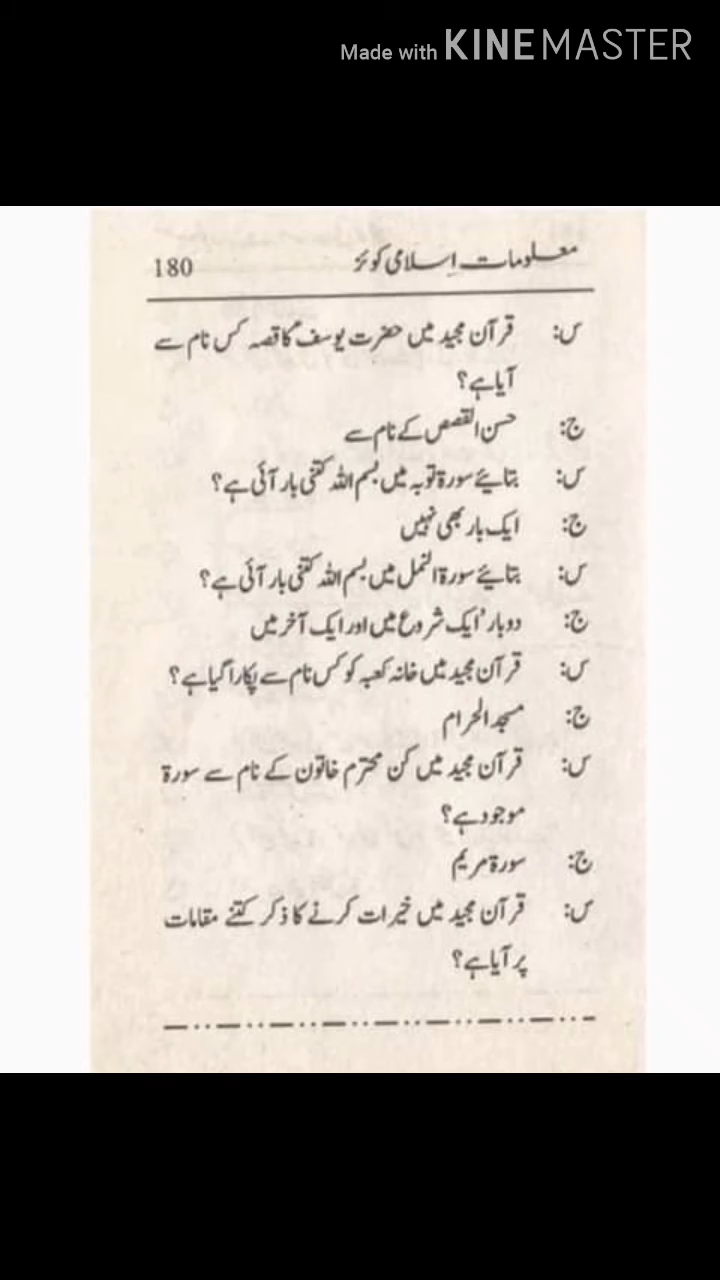 Made with KINEMASTER
معلومات اسلامی کوئز 180
س: قرآن مجید میں حضرت یوسفؑ کا قصہ کس نام سے
آیا ہے؟
ج: حسن القصص کے نام سے
س: بتایئے سورۃ توبہ میں بسم اللہ کتنی بار آئی ہے؟
ج: ایک بار بھی نہیں
س: بتایئے سورۃ النمل میں بسم اللہ کتنی بار آئی ہے؟
ج: دو بار' ایک شروع میں اور ایک آخر میں
س: قرآن مجید میں خانہ کعبہ کو کس نام سے پکارا گیا ہے؟
ج: مسجد الحرام
س: قرآن مجید میں کن محترم خاتون کے نام سے سورۃ
موجود ہے؟
ج: سورۃ مریم
س: قرآن مجید میں خیرات کرنے کا ذکر کتنے مقامات
پر آیا ہے؟